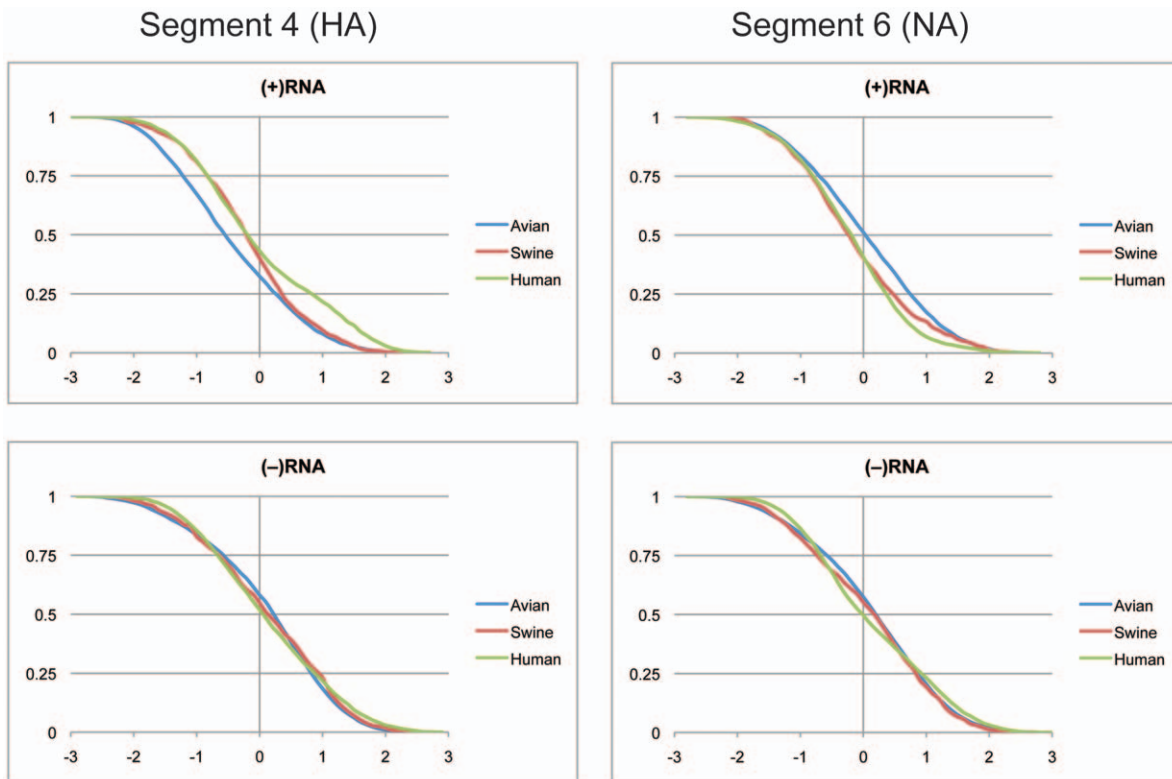 Segment 4 (HA)
Segment 6 (NA)
(+)RNA
1
0.75
0.5
0.25
0
-3 -2 -1 0 1 2 3
Avian
Swine
Human
(+)RNA
1
0.75
0.5
0.25
0
-3 -2 -1 0 1 2 3
Avian
Swine
Human
(–)RNA
1
0.75
0.5
0.25
0
-3 -2 -1 0 1 2 3
Avian
Swine
Human
(–)RNA
1
0.75
0.5
0.25
0
-3 -2 -1 0 1 2 3
Avian
Swine
Human